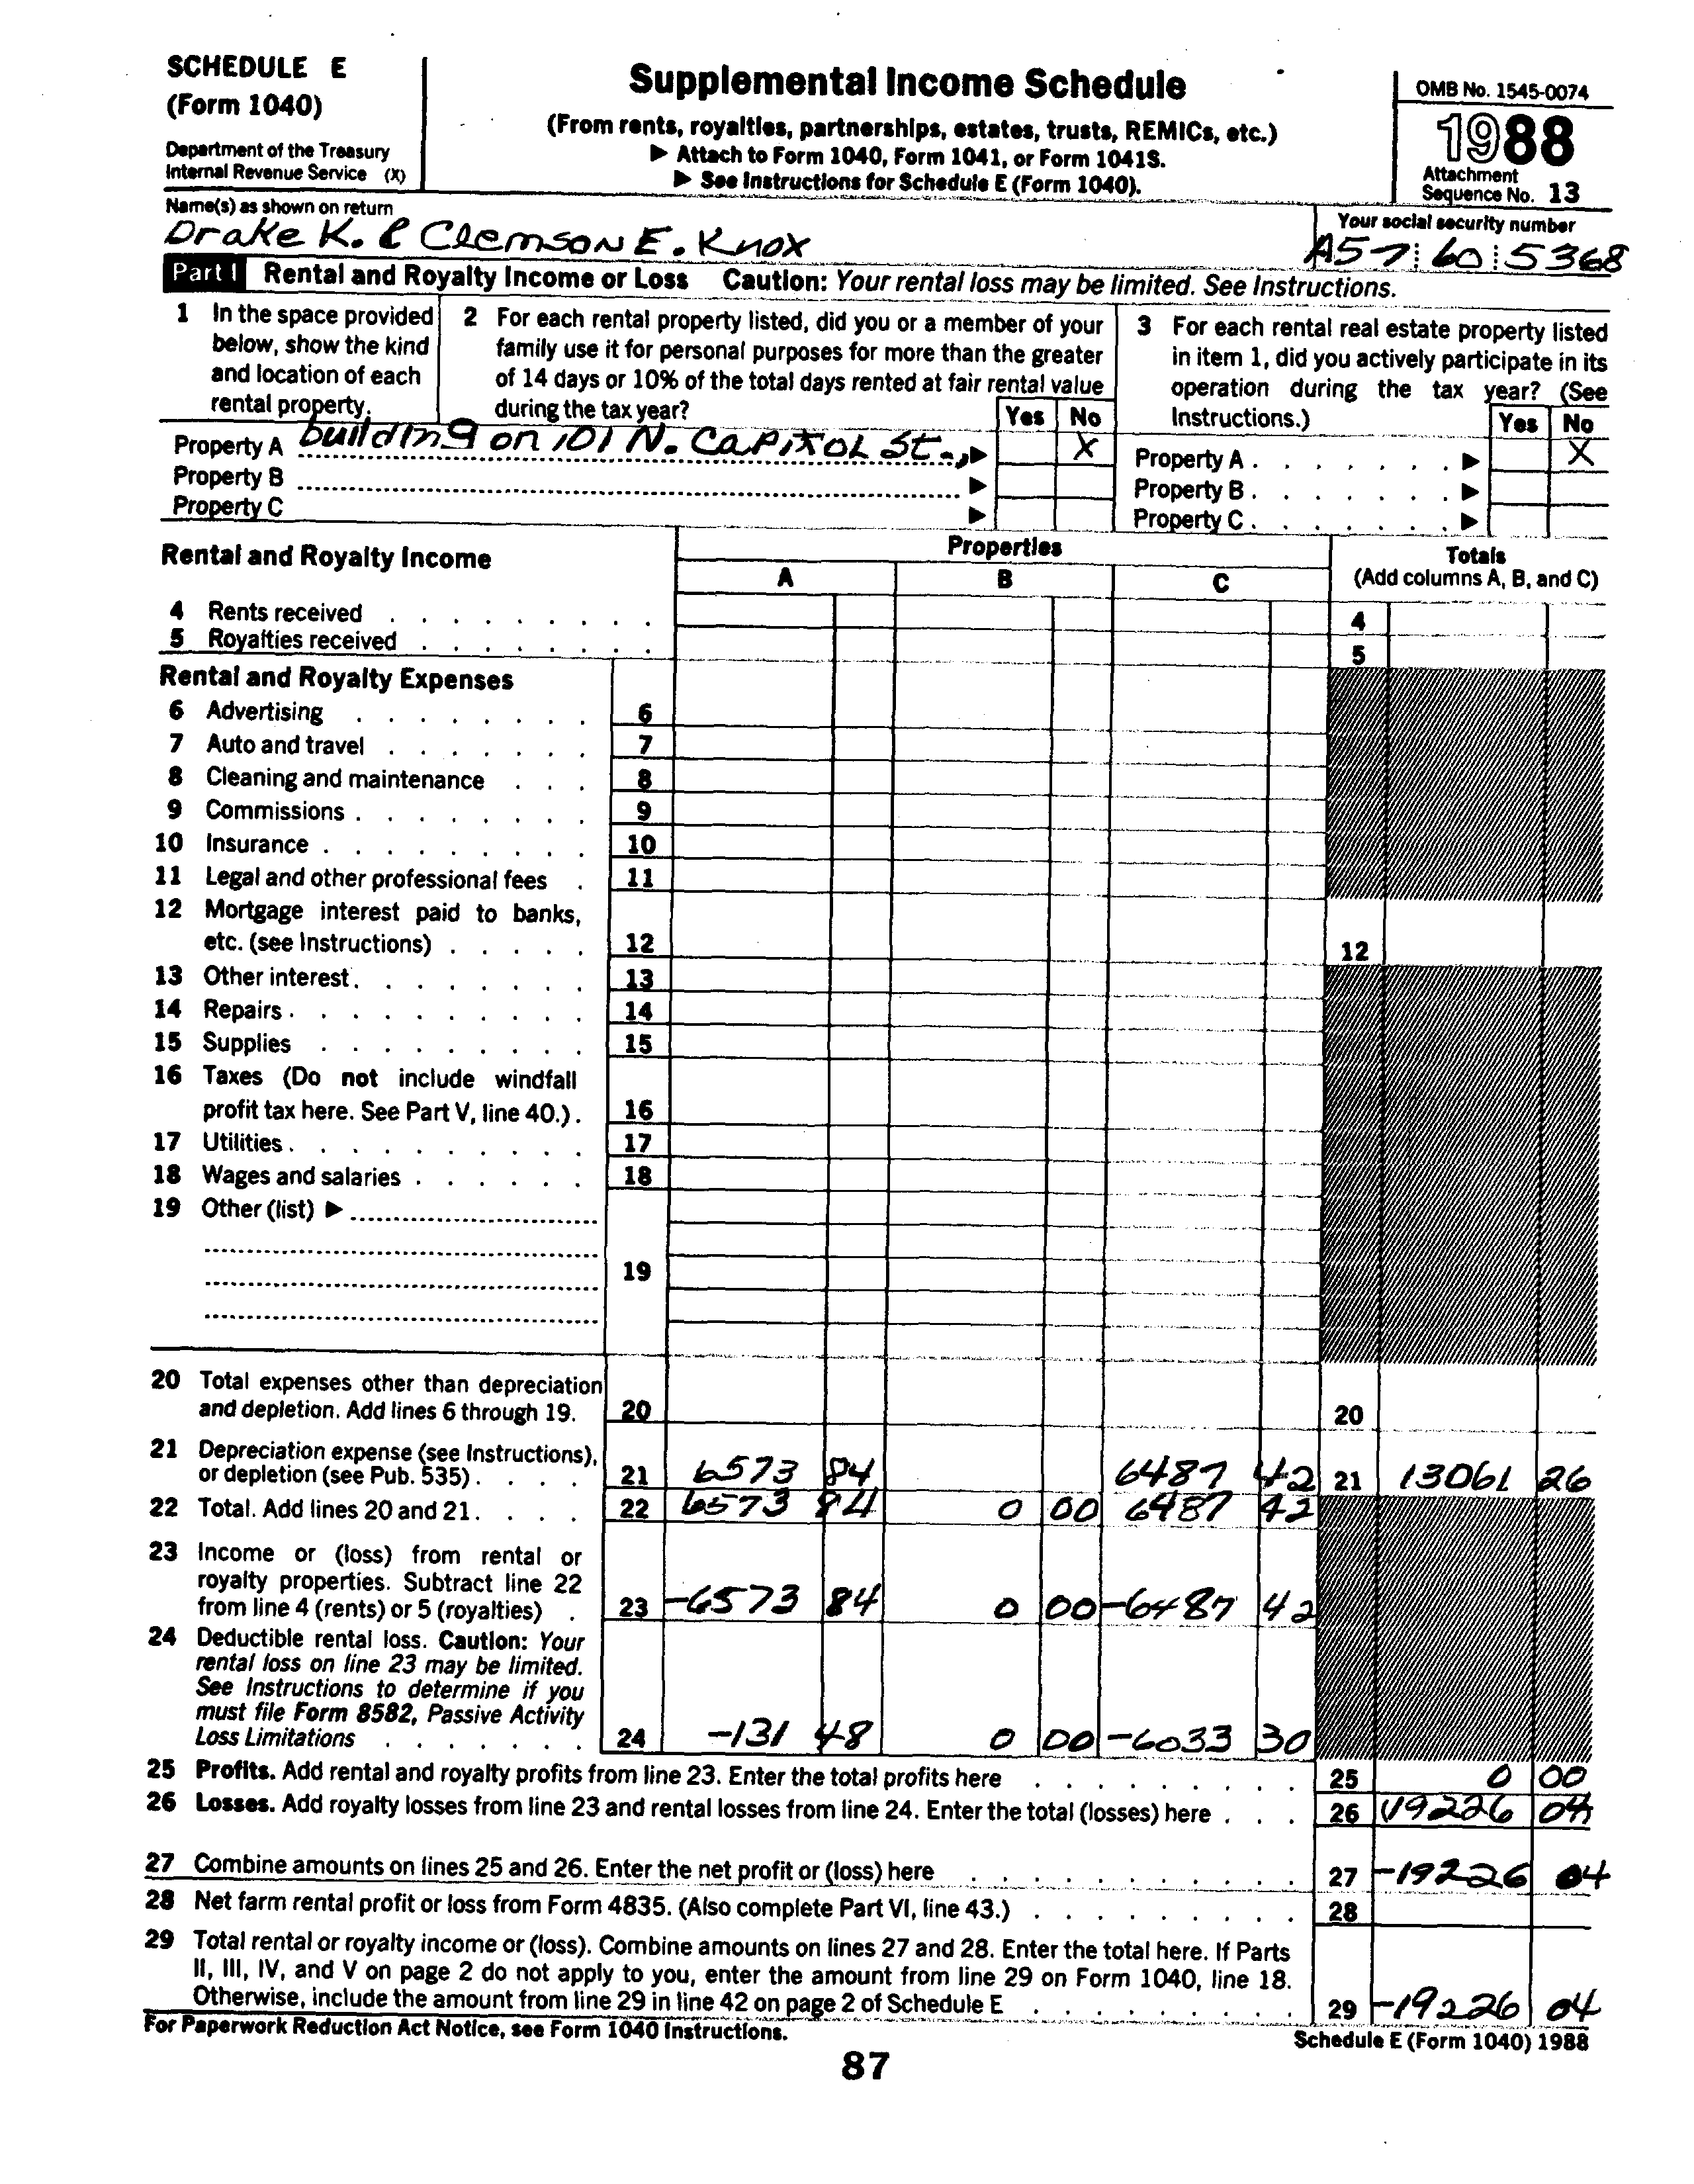 SCHEDULE E
(Form 1040)
Department of the Treasury
Internal Revenue Service (X)
Supplemental Income Schedule
(From rents, royalties, partnerships, estates, trusts, REMICs, etc.)
▶ Attach to Form 1040, Form 1041, or Form 1041S.
▶ See Instructions for Schedule E (Form 1040).
OMB No. 1545-0074
1988
Attachment
Sequence No. 13
Name(s) as shown on return
Drake K. & Clemson E. Knox
Your social security number
A57 60 5368
Part I Rental and Royalty Income or Loss Caution: Your rental loss may be limited. See Instructions.
1 In the space provided
below, show the kind
and location of each
rental property.
2 For each rental property listed, did you or a member of your
family use it for personal purposes for more than the greater
of 14 days or 10% of the total days rented at fair rental value
during the tax year?
Yes No
3 For each rental real estate property listed
in item 1, did you actively participate in its
operation during the tax year? (See
Instructions.)
Yes No
Property A building on 101 N. Capitol St., ▶ X
Property B ▶
Property C ▶
Property A . . . . . . . ▶ X
Property B . . . . . . . ▶
Property C . . . . . . . ▶
Rental and Royalty Income
Properties
A B C
Totals
(Add columns A, B, and C)
4 Rents received . . . . . . . . . 4
5 Royalties received . . . . . . . . 5
Rental and Royalty Expenses
6 Advertising . . . . . . . . 6
7 Auto and travel . . . . . . . 7
8 Cleaning and maintenance . . . 8
9 Commissions . . . . . . . . 9
10 Insurance . . . . . . . . . 10
11 Legal and other professional fees . 11
12 Mortgage interest paid to banks,
etc. (see Instructions) . . . . . 12 12
13 Other interest . . . . . . . . 13
14 Repairs . . . . . . . . . . 14
15 Supplies . . . . . . . . . 15
16 Taxes (Do not include windfall
profit tax here. See Part V, line 40.) . 16
17 Utilities . . . . . . . . . . 17
18 Wages and salaries . . . . . . 18
19 Other (list) ▶
19
20 Total expenses other than depreciation
and depletion. Add lines 6 through 19. 20 20
21 Depreciation expense (see Instructions),
or depletion (see Pub. 535) . . . . 21 6573 84 6487 42 21 13061 26
22 Total. Add lines 20 and 21 . . . . 22 6573 84 0 00 6487 42
23 Income or (loss) from rental or
royalty properties. Subtract line 22
from line 4 (rents) or 5 (royalties) . 23 -6573 84 0 00 -6487 42
24 Deductible rental loss. Caution: Your
rental loss on line 23 may be limited.
See Instructions to determine if you
must file Form 8582, Passive Activity
Loss Limitations . . . . . . . 24 -131 48 0 00 -6033 30
25 Profits. Add rental and royalty profits from line 23. Enter the total profits here . . . . . . . . . 25 0 00
26 Losses. Add royalty losses from line 23 and rental losses from line 24. Enter the total (losses) here . . . 26 (19226 04)
27 Combine amounts on lines 25 and 26. Enter the net profit or (loss) here . . . . . . . . . . . 27 -19226 04
28 Net farm rental profit or loss from Form 4835. (Also complete Part VI, line 43.) . . . . . . . . . 28
29 Total rental or royalty income or (loss). Combine amounts on lines 27 and 28. Enter the total here. If Parts
II, III, IV, and V on page 2 do not apply to you, enter the amount from line 29 on Form 1040, line 18.
Otherwise, include the amount from line 29 in line 42 on page 2 of Schedule E . . . . . . . . . 29 -19226 04
For Paperwork Reduction Act Notice, see Form 1040 Instructions.
Schedule E (Form 1040) 1988
87